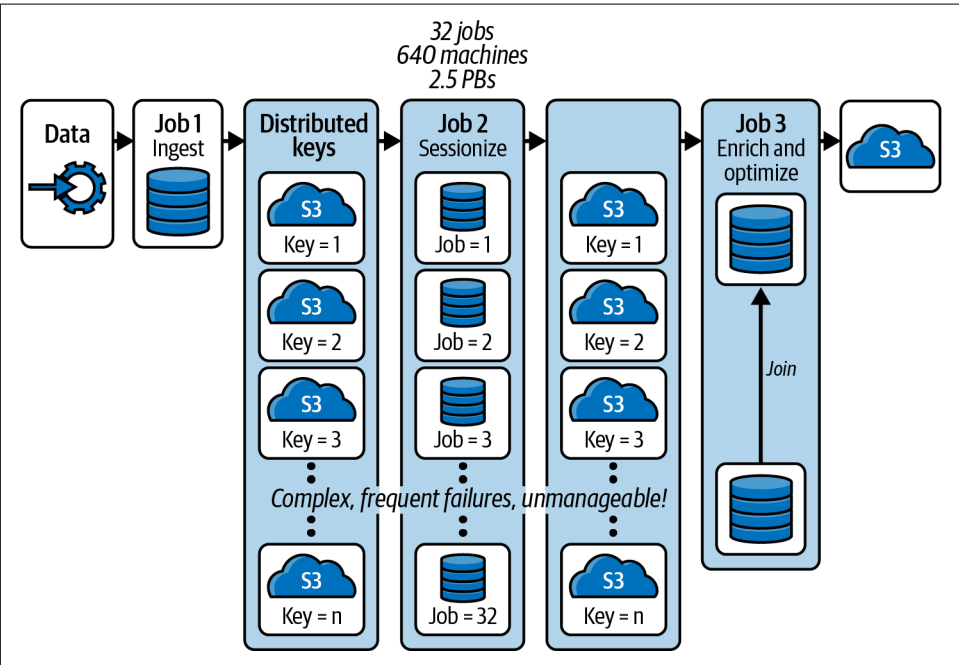 32 jobs
640 machines
2.5 PBs
Data
Job 1
Ingest
Distributed
keys
S3
Key = 1
S3
Key = 2
S3
Key = 3
S3
Key = n
Job 2
Sessionize
Job = 1
Job = 2
Job = 3
Job = 32
S3
Key = 1
S3
Key = 2
S3
Key = 3
S3
Key = n
Complex, frequent failures, unmanageable!
Job 3
Enrich and
optimize
Join
S3